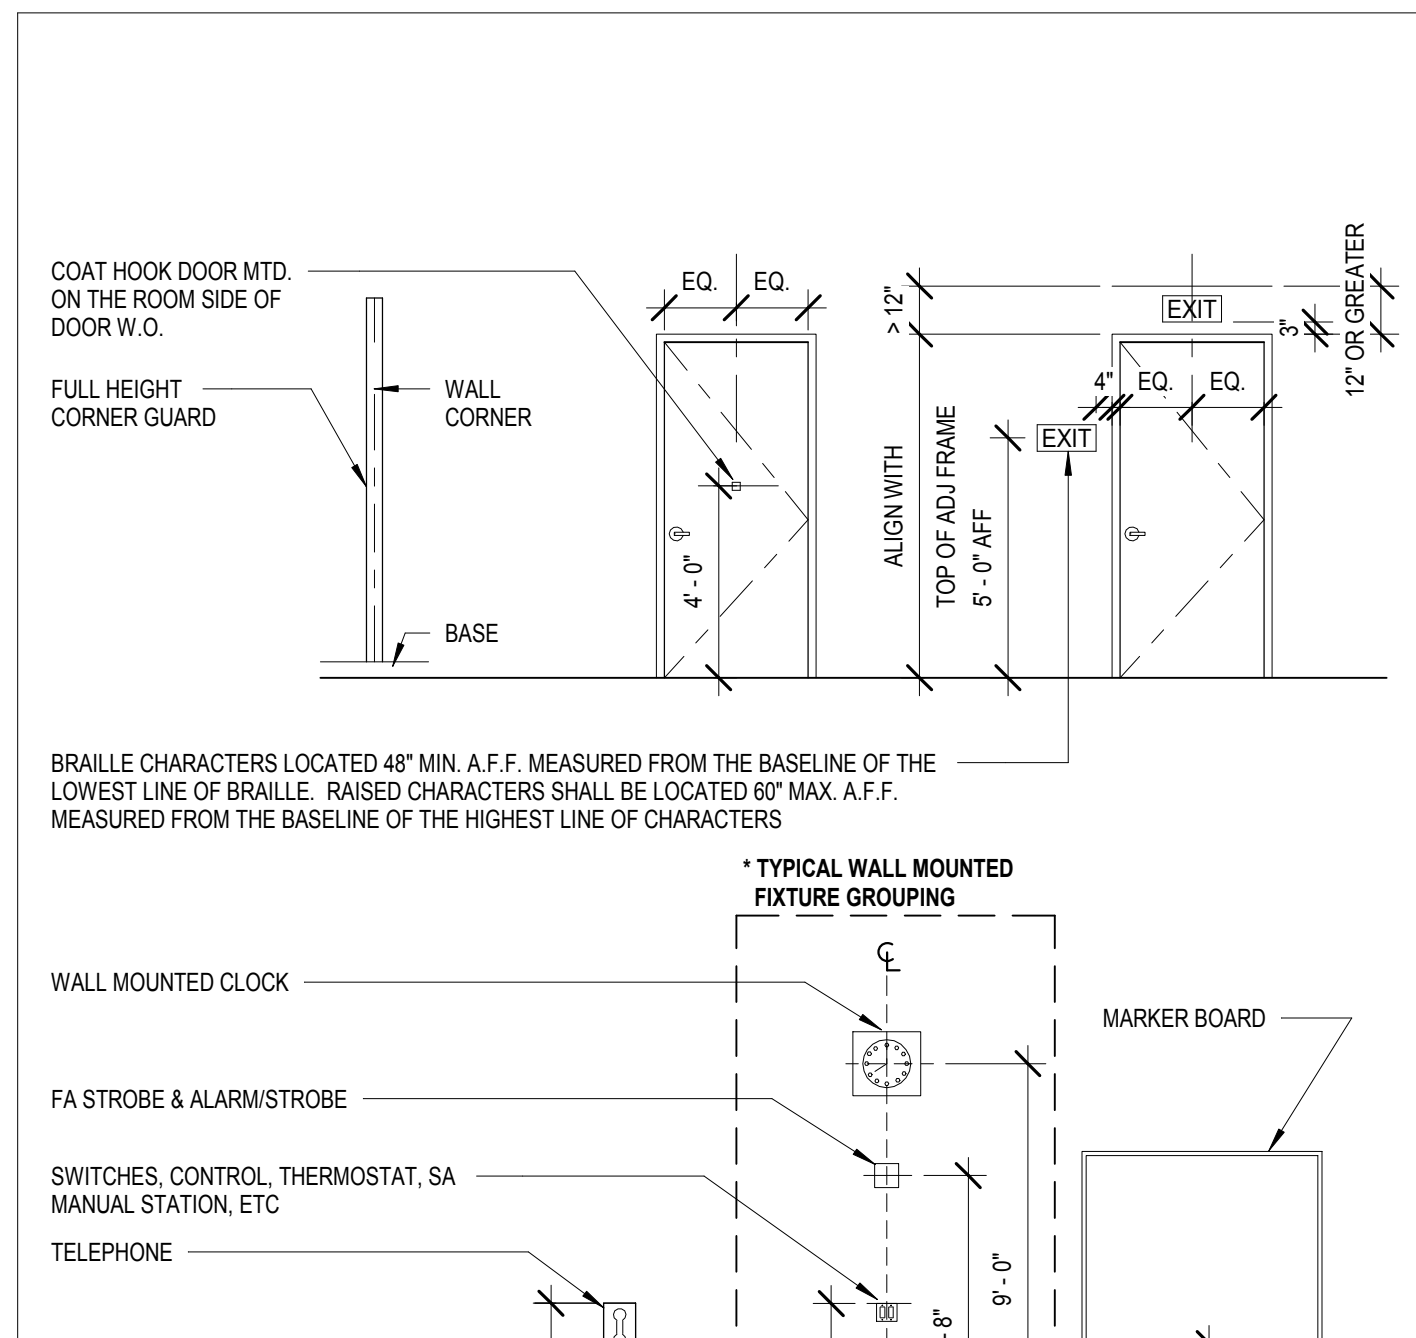 COAT HOOK DOOR MTD.
ON THE ROOM SIDE OF
DOOR W.O.
FULL HEIGHT
CORNER GUARD
WALL
CORNER
BASE
EQ.
EQ.
4' - 0"
> 12"
ALIGN WITH
TOP OF ADJ FRAME
5' - 0" AFF
EXIT
EXIT
4"
EQ.
EQ.
3"
12" OR GREATER
BRAILLE CHARACTERS LOCATED 48" MIN. A.F.F. MEASURED FROM THE BASELINE OF THE
LOWEST LINE OF BRAILLE. RAISED CHARACTERS SHALL BE LOCATED 60" MAX. A.F.F.
MEASURED FROM THE BASELINE OF THE HIGHEST LINE OF CHARACTERS
* TYPICAL WALL MOUNTED
FIXTURE GROUPING
CL
WALL MOUNTED CLOCK
MARKER BOARD
FA STROBE & ALARM/STROBE
SWITCHES, CONTROL, THERMOSTAT, SA
MANUAL STATION, ETC
TELEPHONE
9' - 0"
- 8"